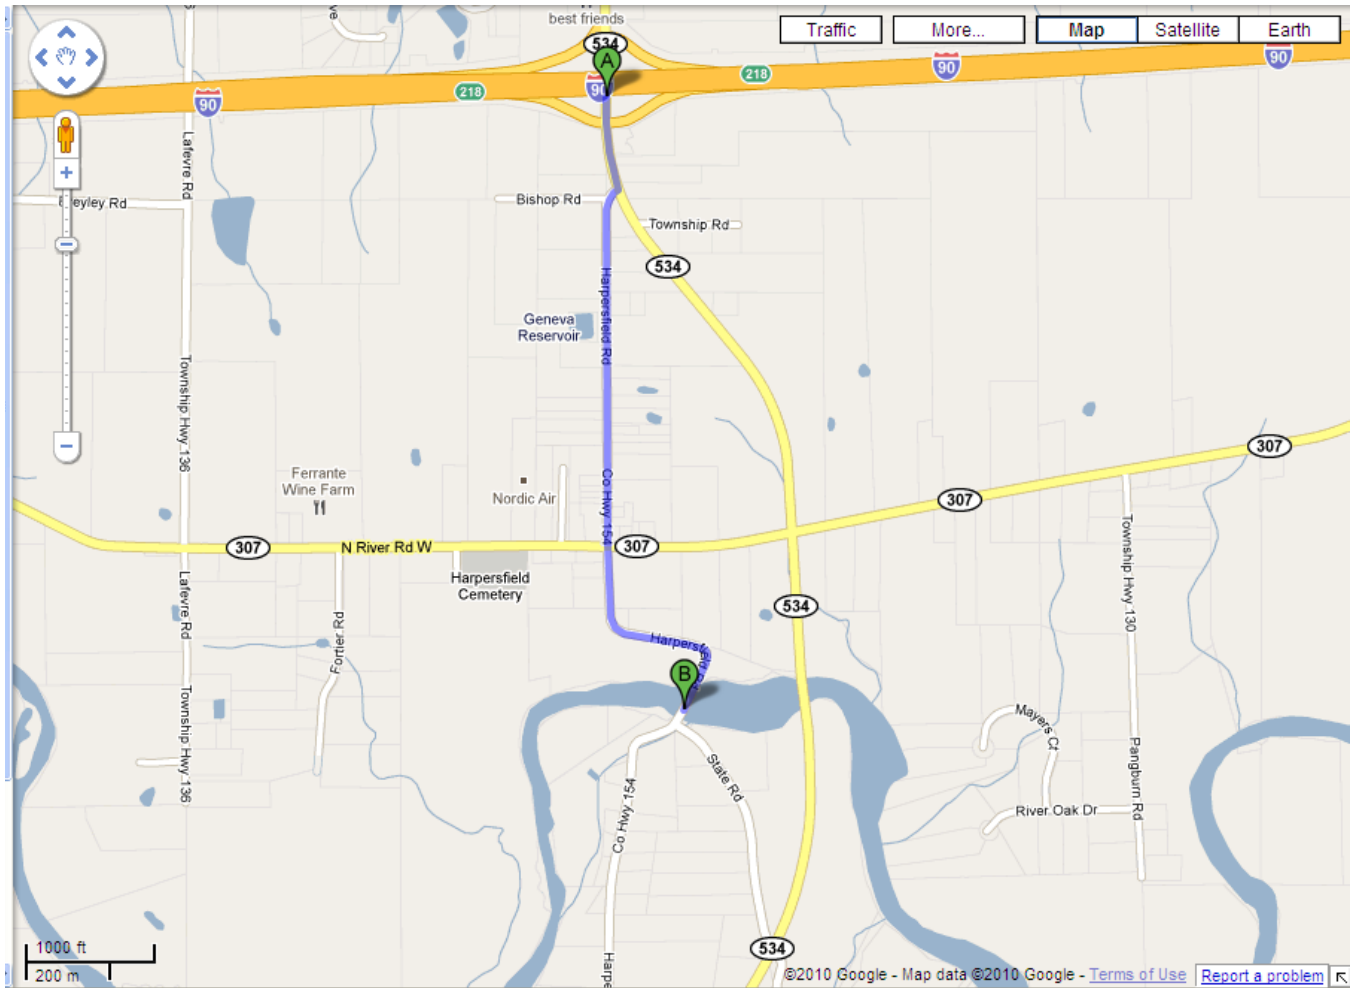 best friends
Traffic
More...
Map
Satellite
Earth
534
A
90
218
90
90
218
90
Lafevre Rd
Bishop Rd
Township Rd
534
Harpersfield Rd
Geneva
Reservoir
Township Hwy 136
Ferrante
Wine Farm
Nordic Air
Co Hwy 154
307
307
307
N River Rd W
307
Harpersfield
Cemetery
Lafevre Rd
Fortier Rd
534
Township Hwy 130
Harpersfield Rd
B
Township Hwy 136
Mayers Ct
Pangburn Rd
State Rd
Co Hwy 154
River Oak Dr
534
Harpe
1000 ft
200 m
©2010 Google - Map data ©2010 Google - Terms of Use
Report a problem